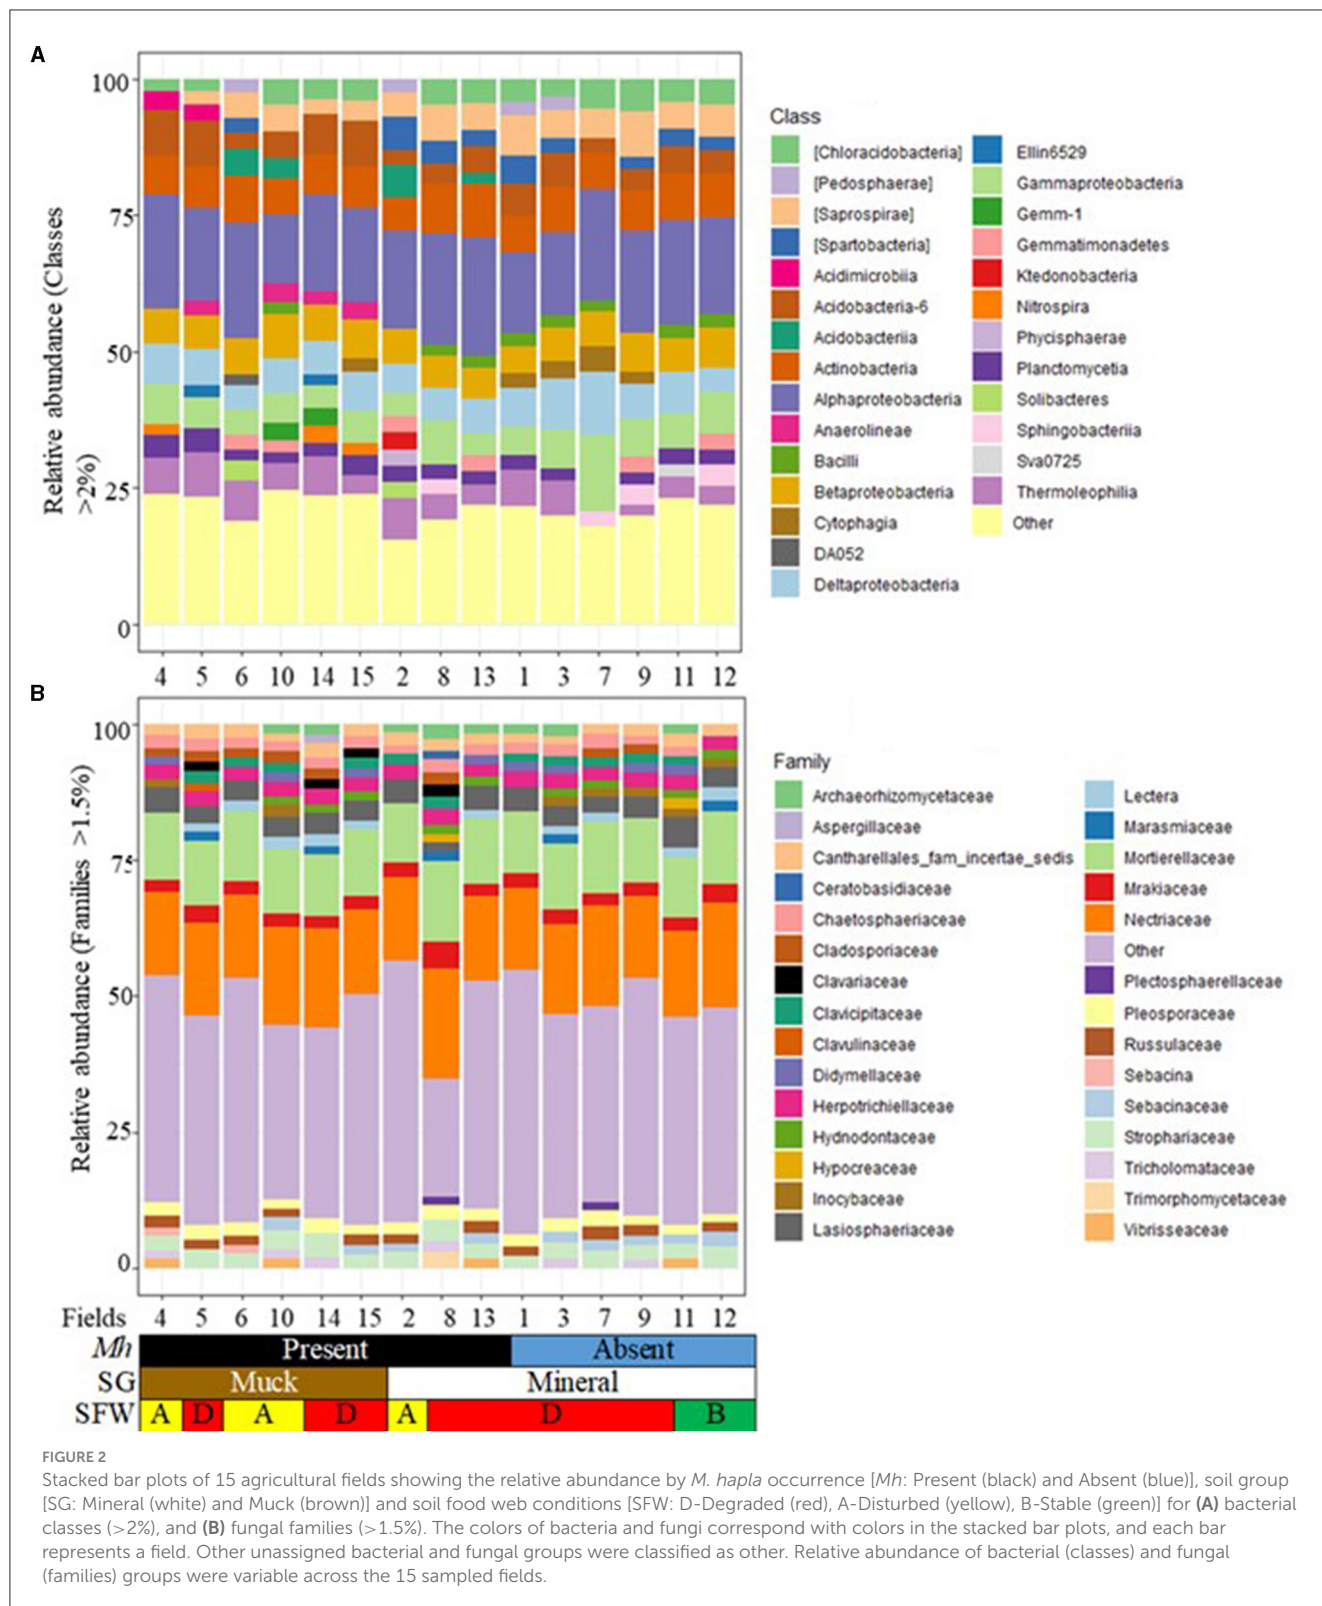 A
Relative abundance (Classes
>2%)
100
75
50
25
0
4 5 6 10 14 15 2 8 13 1 3 7 9 11 12
Class
[Chloracidobacteria]
[Pedosphaerae]
[Saprospirae]
[Spartobacteria]
Acidimicrobiia
Acidobacteria-6
Acidobacteriia
Actinobacteria
Alphaproteobacteria
Anaerolineae
Bacilli
Betaproteobacteria
Cytophagia
DA052
Deltaproteobacteria
Ellin6529
Gammaproteobacteria
Gemm-1
Gemmatimonadetes
Ktedonobacteria
Nitrospira
Phycisphaerae
Planctomycetia
Solibacteres
Sphingobacteriia
Sva0725
Thermoleophilia
Other
B
Relative abundance (Families >1.5%)
100
75
50
25
0
Fields 4 5 6 10 14 15 2 8 13 1 3 7 9 11 12
Mh Present Absent
SG Muck Mineral
SFW A D A D A D B
Family
Archaeorhizomycetaceae
Aspergillaceae
Cantharellales_fam_incertae_sedis
Ceratobasidiaceae
Chaetosphaeriaceae
Cladosporiaceae
Clavariaceae
Clavicipitaceae
Clavulinaceae
Didymellaceae
Herpotrichiellaceae
Hydnodontaceae
Hypocreaceae
Inocybaceae
Lasiosphaeriaceae
Lectera
Marasmiaceae
Mortierellaceae
Mrakiaceae
Nectriaceae
Other
Plectosphaerellaceae
Pleosporaceae
Russulaceae
Sebacina
Sebacinaceae
Strophariaceae
Tricholomataceae
Trimorphomycetaceae
Vibrisseaceae
FIGURE 2
Stacked bar plots of 15 agricultural fields showing the relative abundance by M. hapla occurrence [Mh: Present (black) and Absent (blue)], soil group
[SG: Mineral (white) and Muck (brown)] and soil food web conditions [SFW: D-Degraded (red), A-Disturbed (yellow), B-Stable (green)] for (A) bacterial
classes (>2%), and (B) fungal families (>1.5%). The colors of bacteria and fungi correspond with colors in the stacked bar plots, and each bar
represents a field. Other unassigned bacterial and fungal groups were classified as other. Relative abundance of bacterial (classes) and fungal
(families) groups were variable across the 15 sampled fields.